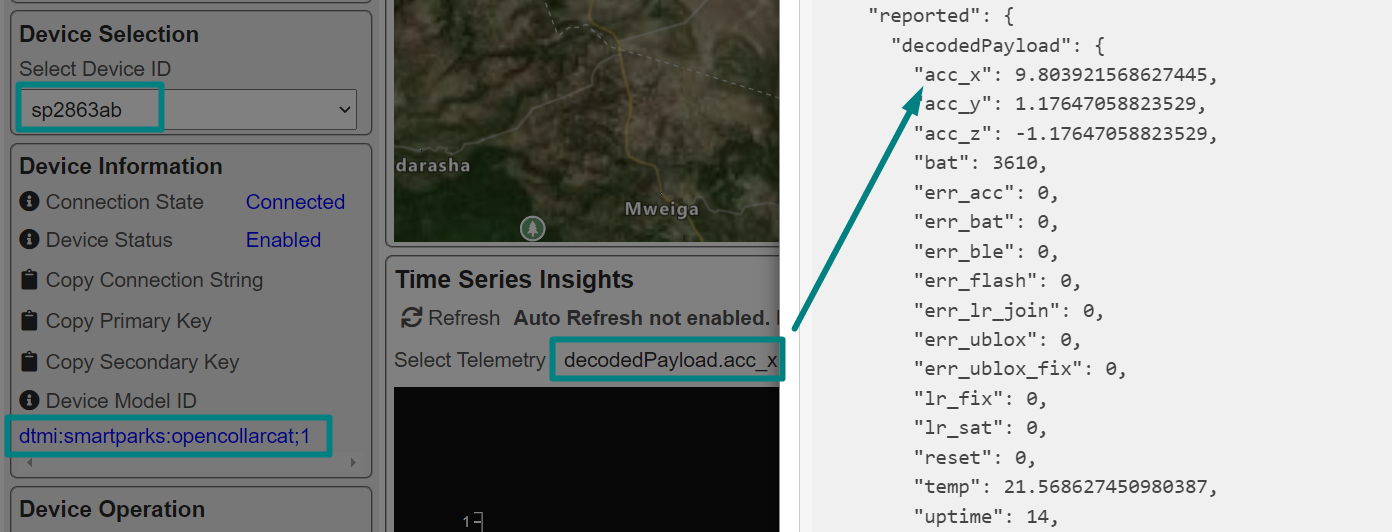 Device Selection
Select Device ID
sp2863ab
Device Information
Connection State Connected
Device Status Enabled
Copy Connection String
Copy Primary Key
Copy Secondary Key
Device Model ID
dtmi:smartparks:opencollarcat;1
Device Operation
darasha
Mweiga
Time Series Insights
Refresh Auto Refresh not enabled.
Select Telemetry decodedPayload.acc_x
1
"reported": {
"decodedPayload": {
"acc_x": 9.803921568627445,
"acc_y": 1.17647058823529,
"acc_z": -1.17647058823529,
"bat": 3610,
"err_acc": 0,
"err_bat": 0,
"err_ble": 0,
"err_flash": 0,
"err_lr_join": 0,
"err_ublox": 0,
"err_ublox_fix": 0,
"lr_fix": 0,
"lr_sat": 0,
"reset": 0,
"temp": 21.568627450980387,
"uptime": 14,